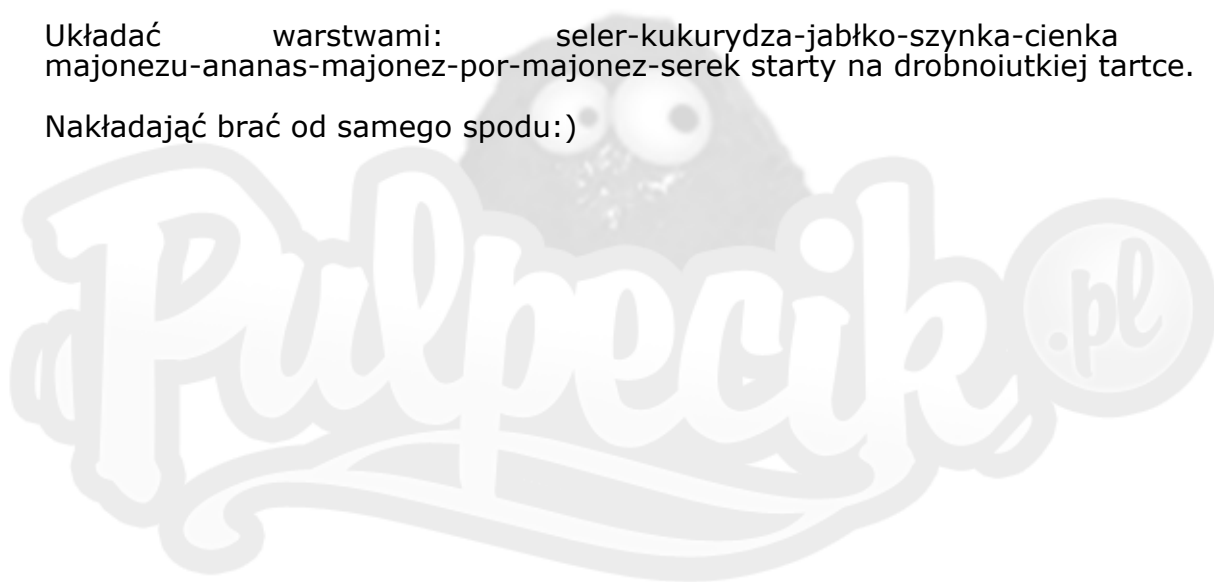 Układać warstwami: seler-kukurydza-jabłko-szynka-cienka
majonezu-ananas-majonez-por-majonez-serek starty na drobnoiutkiej tartce.
Nakładająć brać od samego spodu:)
Pulpecik .pl